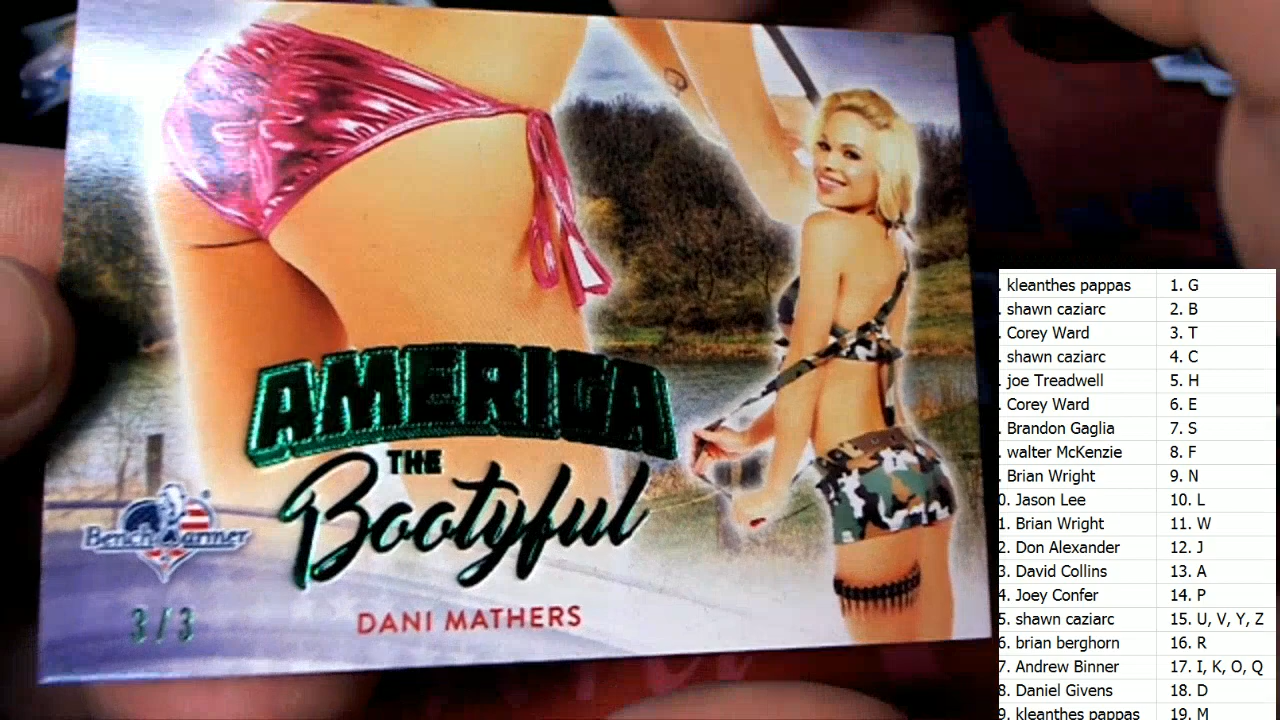 AMERICA
THE
Bootyful
BenchWarmer
3/3
DANI MATHERS
. kleanthes pappas 1. G
. shawn caziarc 2. B
. Corey Ward 3. T
. shawn caziarc 4. C
. joe Treadwell 5. H
. Corey Ward 6. E
. Brandon Gaglia 7. S
. walter McKenzie 8. F
. Brian Wright 9. N
0. Jason Lee 10. L
1. Brian Wright 11. W
2. Don Alexander 12. J
3. David Collins 13. A
4. Joey Confer 14. P
5. shawn caziarc 15. U, V, Y, Z
6. brian berghorn 16. R
7. Andrew Binner 17. I, K, O, Q
8. Daniel Givens 18. D
9. kleanthes pappas 19. M